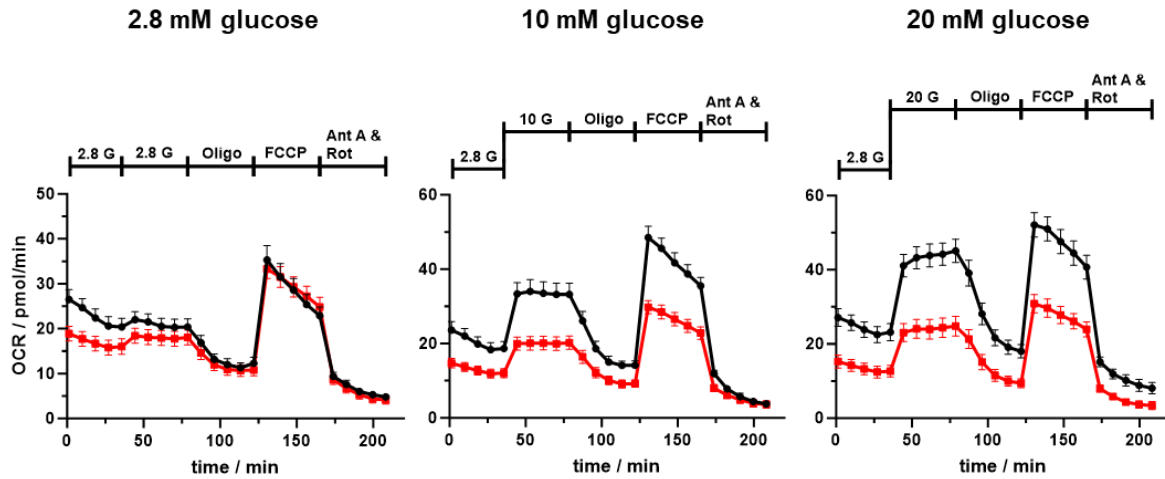 2.8 mM glucose
10 mM glucose
20 mM glucose
2.8 G
2.8 G
Oligo
FCCP
Ant A &
Rot
2.8 G
10 G
Oligo
FCCP
Ant A &
Rot
2.8 G
20 G
Oligo
FCCP
Ant A &
Rot
OCR / pmol/min
50
40
30
20
10
0
0
50
100
150
200
time / min
60
40
20
0
0
50
100
150
200
time / min
60
40
20
0
0
50
100
150
200
time / min